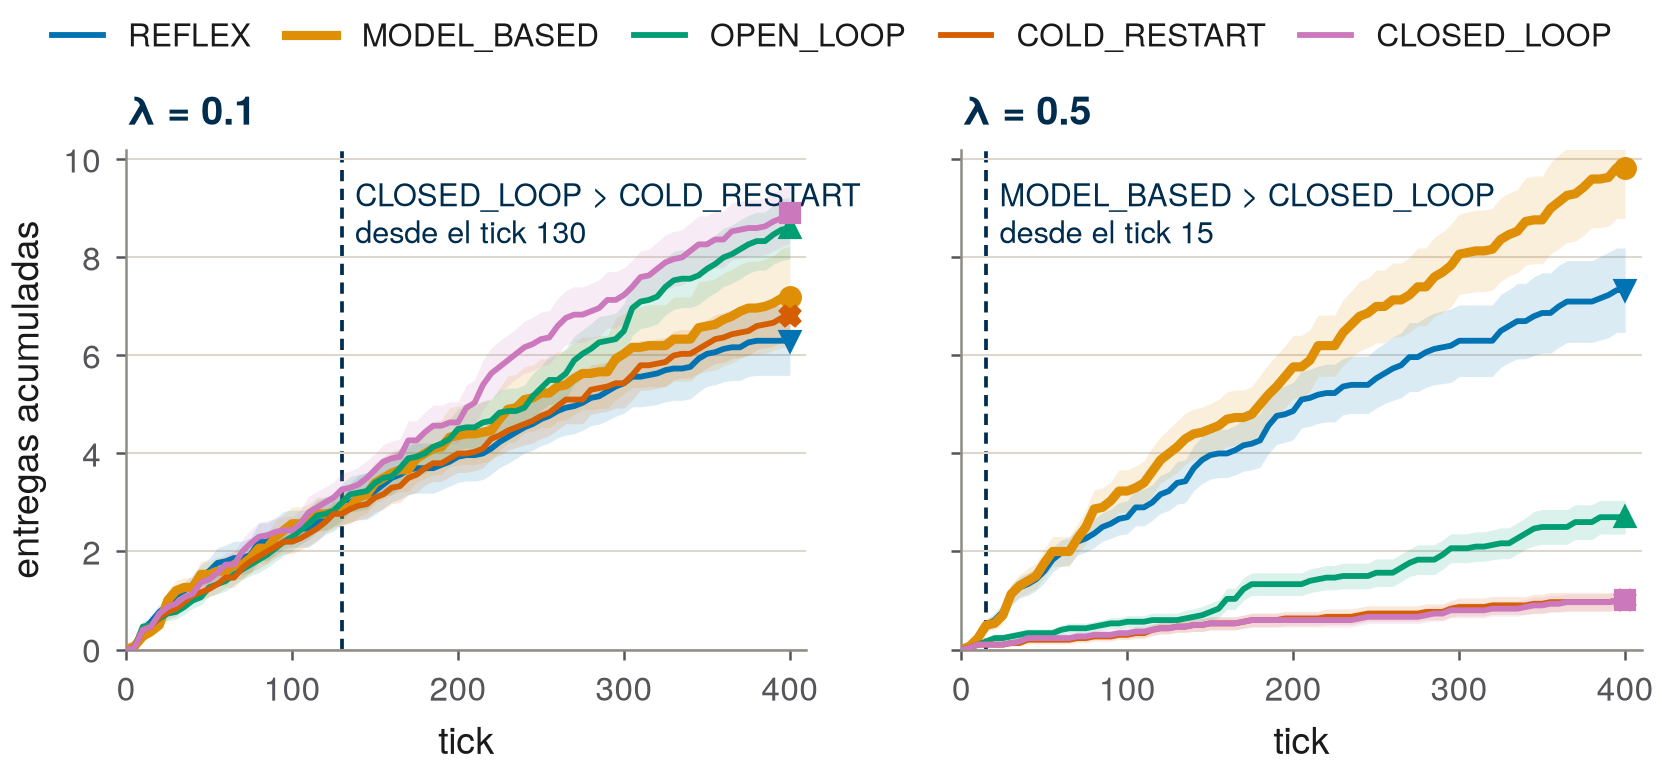 REFLEX MODEL_BASED OPEN_LOOP COLD_RESTART CLOSED_LOOP
λ = 0.1
CLOSED_LOOP > COLD_RESTART
desde el tick 130
entregas acumuladas
10
8
6
4
2
0
0 100 200 300 400
tick
λ = 0.5
MODEL_BASED > CLOSED_LOOP
desde el tick 15
0 100 200 300 400
tick